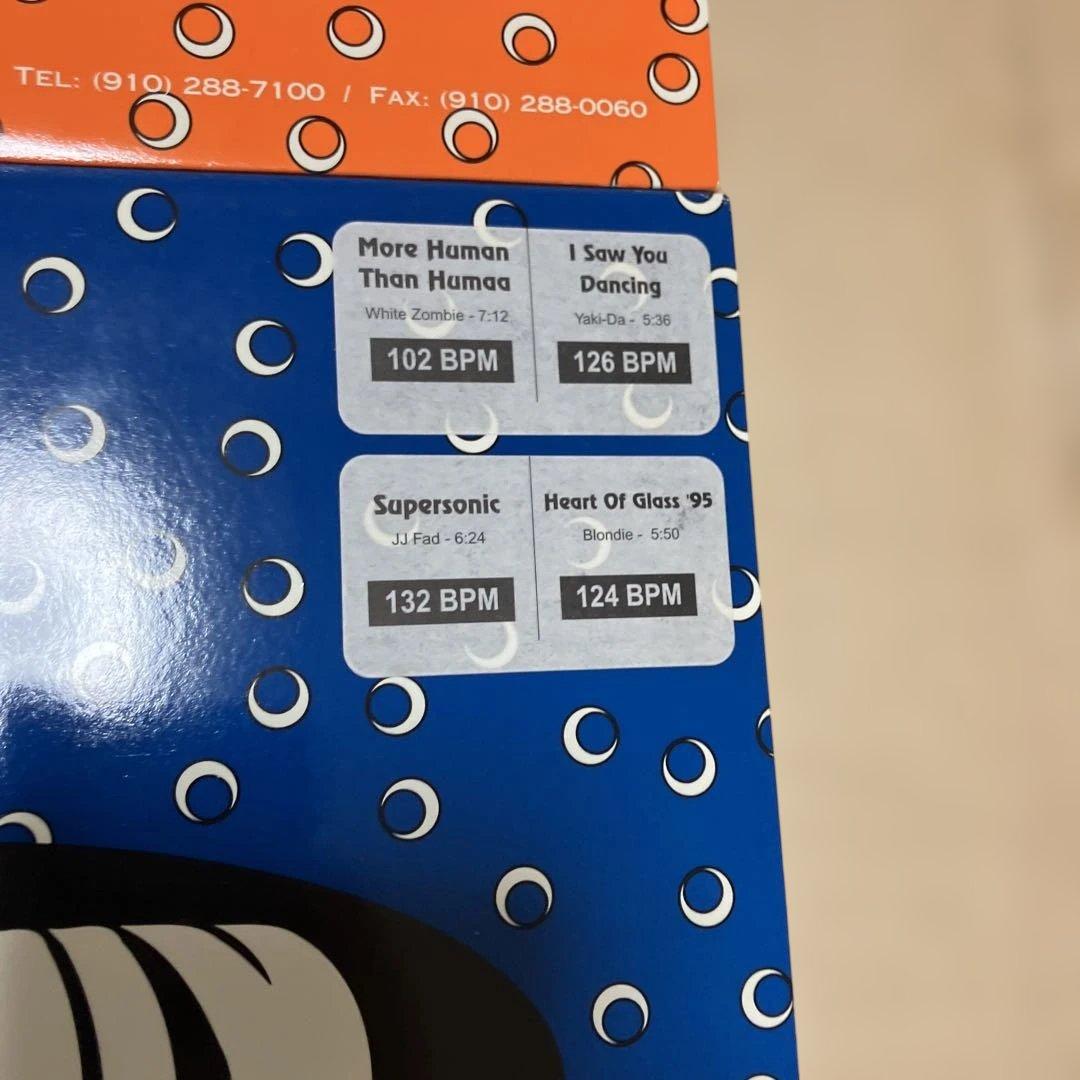 TEL: (910) 288-7100 / FAX: (910) 288-0060
More Human
Than Humaa
White Zombie - 7:12
102 BPM
I Saw You
Dancing
Yaki-Da - 5:36
126 BPM
Supersonic
JJ Fad - 6:24
132 BPM
Heart Of Glass '95
Blondie - 5:50
124 BPM